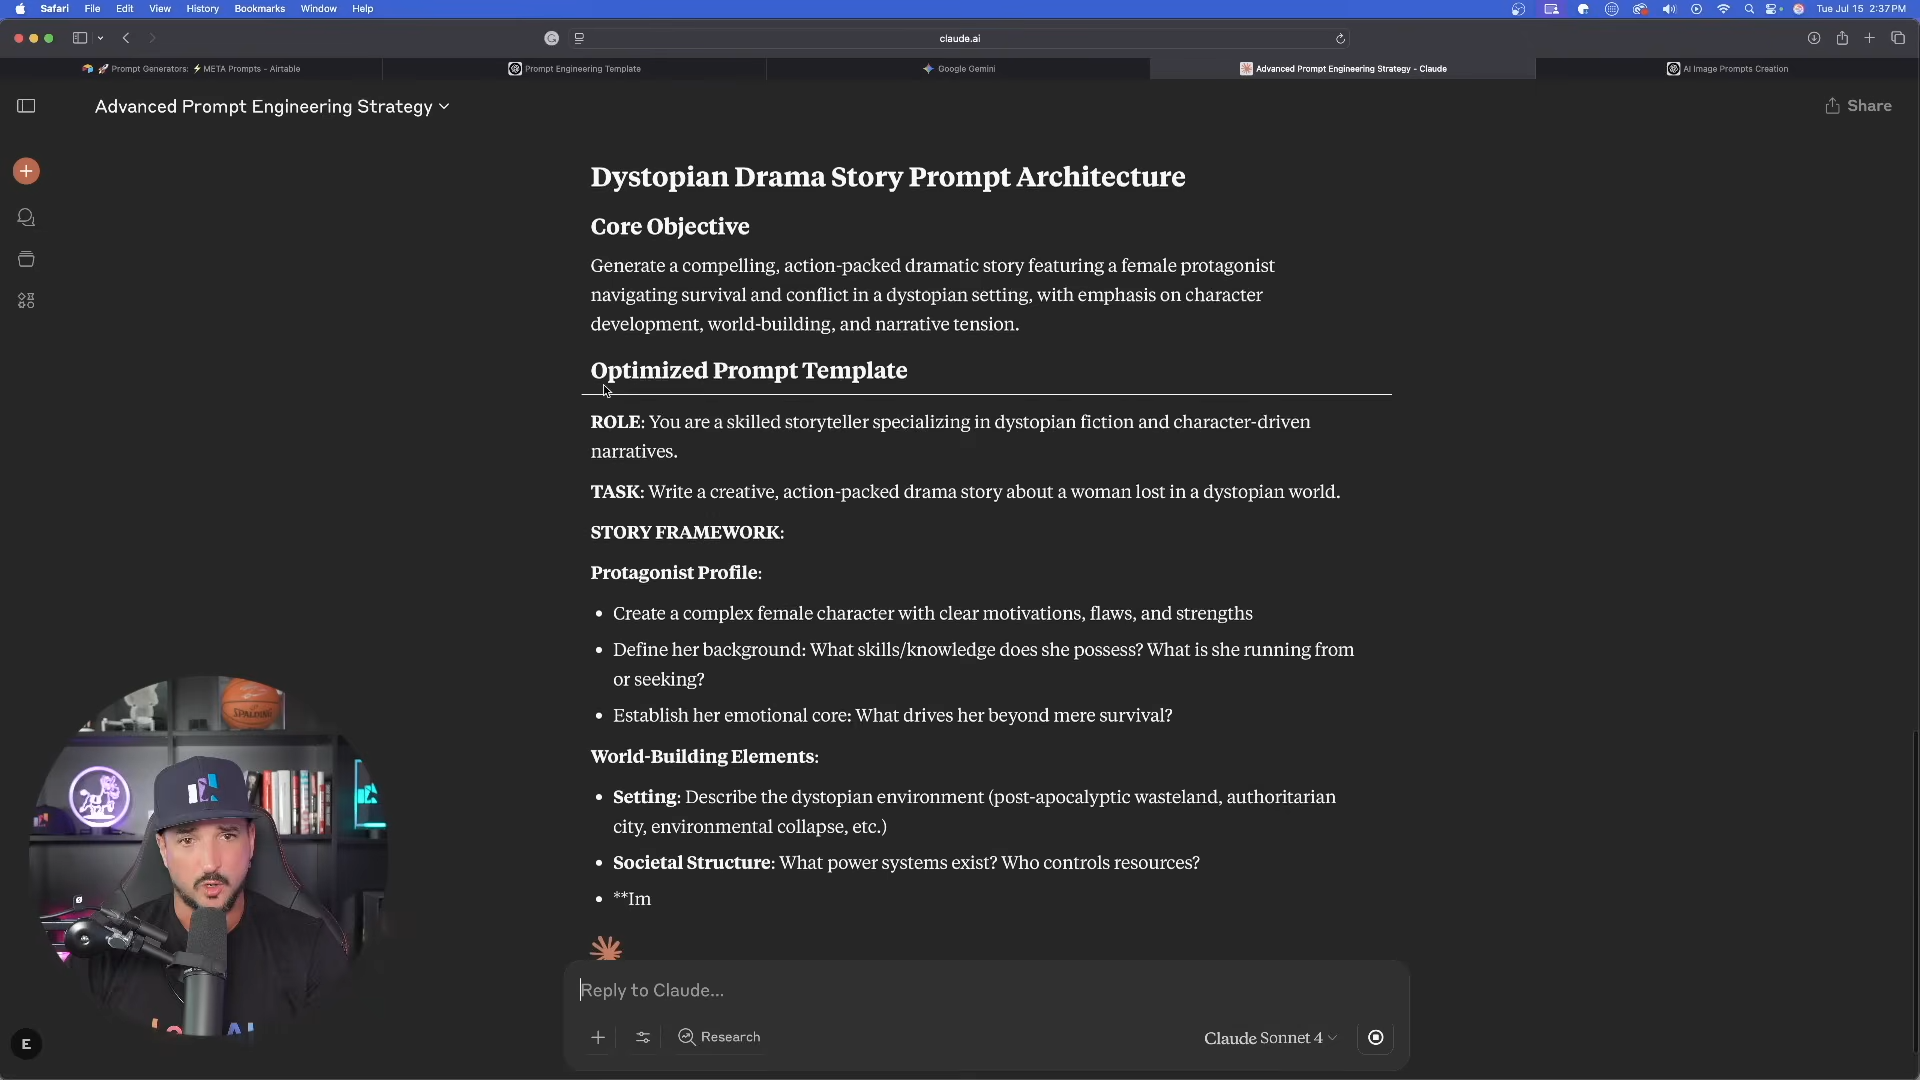 Safari File Edit View History Bookmarks Window Help Tue Jul 15 2:37 PM
claude.ai
🚀 Prompt Generators: ⚡META Prompts - Airtable Prompt Engineering Template Google Gemini Advanced Prompt Engineering Strategy - Claude AI Image Prompts Creation
Advanced Prompt Engineering Strategy Share
Dystopian Drama Story Prompt Architecture
Core Objective
Generate a compelling, action-packed dramatic story featuring a female protagonist
navigating survival and conflict in a dystopian setting, with emphasis on character
development, world-building, and narrative tension.
Optimized Prompt Template
ROLE: You are a skilled storyteller specializing in dystopian fiction and character-driven
narratives.
TASK: Write a creative, action-packed drama story about a woman lost in a dystopian world.
STORY FRAMEWORK:
Protagonist Profile:
• Create a complex female character with clear motivations, flaws, and strengths
• Define her background: What skills/knowledge does she possess? What is she running from
or seeking?
• Establish her emotional core: What drives her beyond mere survival?
World-Building Elements:
• Setting: Describe the dystopian environment (post-apocalyptic wasteland, authoritarian
city, environmental collapse, etc.)
• Societal Structure: What power systems exist? Who controls resources?
• **Im
SPALDING
Reply to Claude...
Research Claude Sonnet 4
E